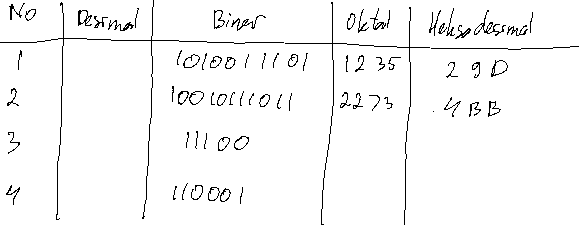 No Desimal Biner Oktal Heksadesimal
1 1010011101 1235 29D
2 10010111011 2273 4BB
3 11100
4 110001